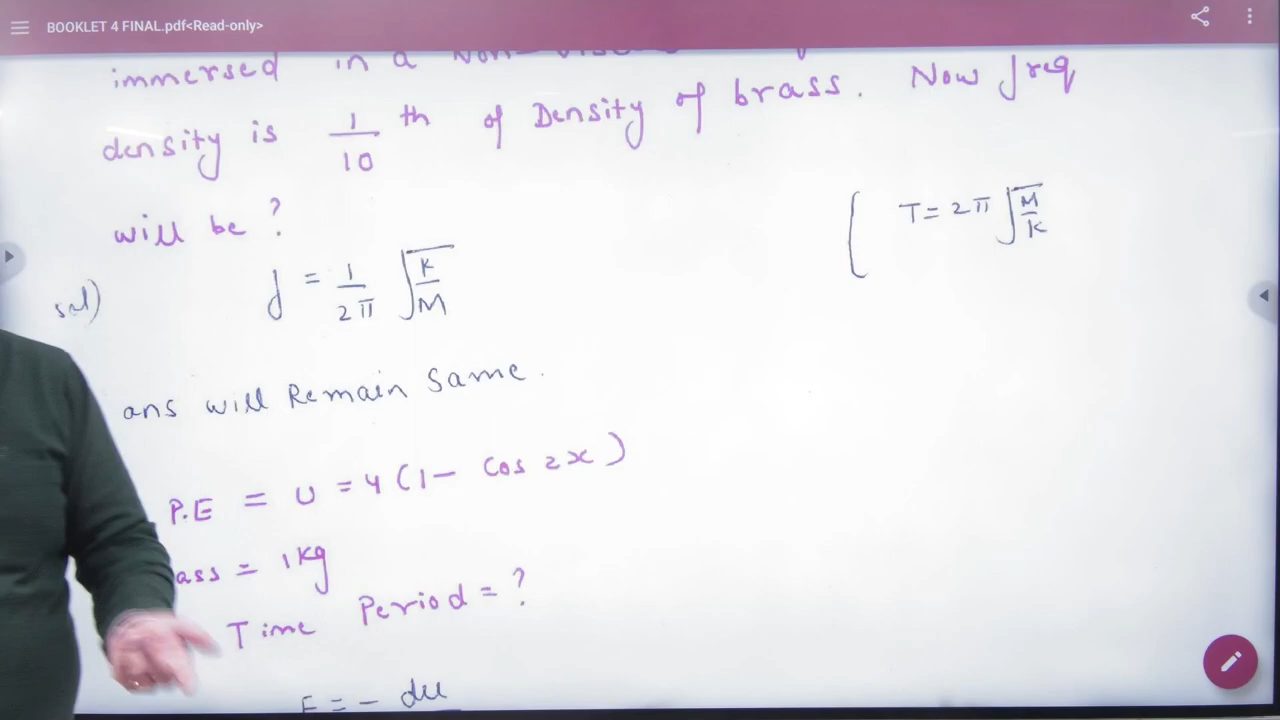 BOOKLET 4 FINAL.pdf<Read-only>
immersed in a Non
density is 1/10 th of Density of brass. Now freq
will be ?
sol) f = 1/2π √K/M
[ T = 2π √M/K
ans will Remain Same.
P.E = U = 4 (1 - Cos 2x)
ass = 1kg
Time Period = ?
F = - du